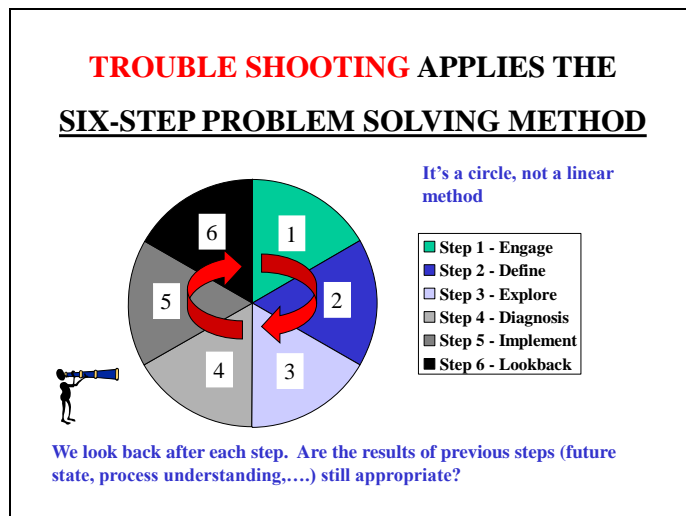 TROUBLE SHOOTING APPLIES THE
SIX-STEP PROBLEM SOLVING METHOD
It's a circle, not a linear
method
6
1
5
2
4
3
Step 1 - Engage
Step 2 - Define
Step 3 - Explore
Step 4 - Diagnosis
Step 5 - Implement
Step 6 - Lookback
We look back after each step.  Are the results of previous steps (future
state, process understanding,....) still appropriate?